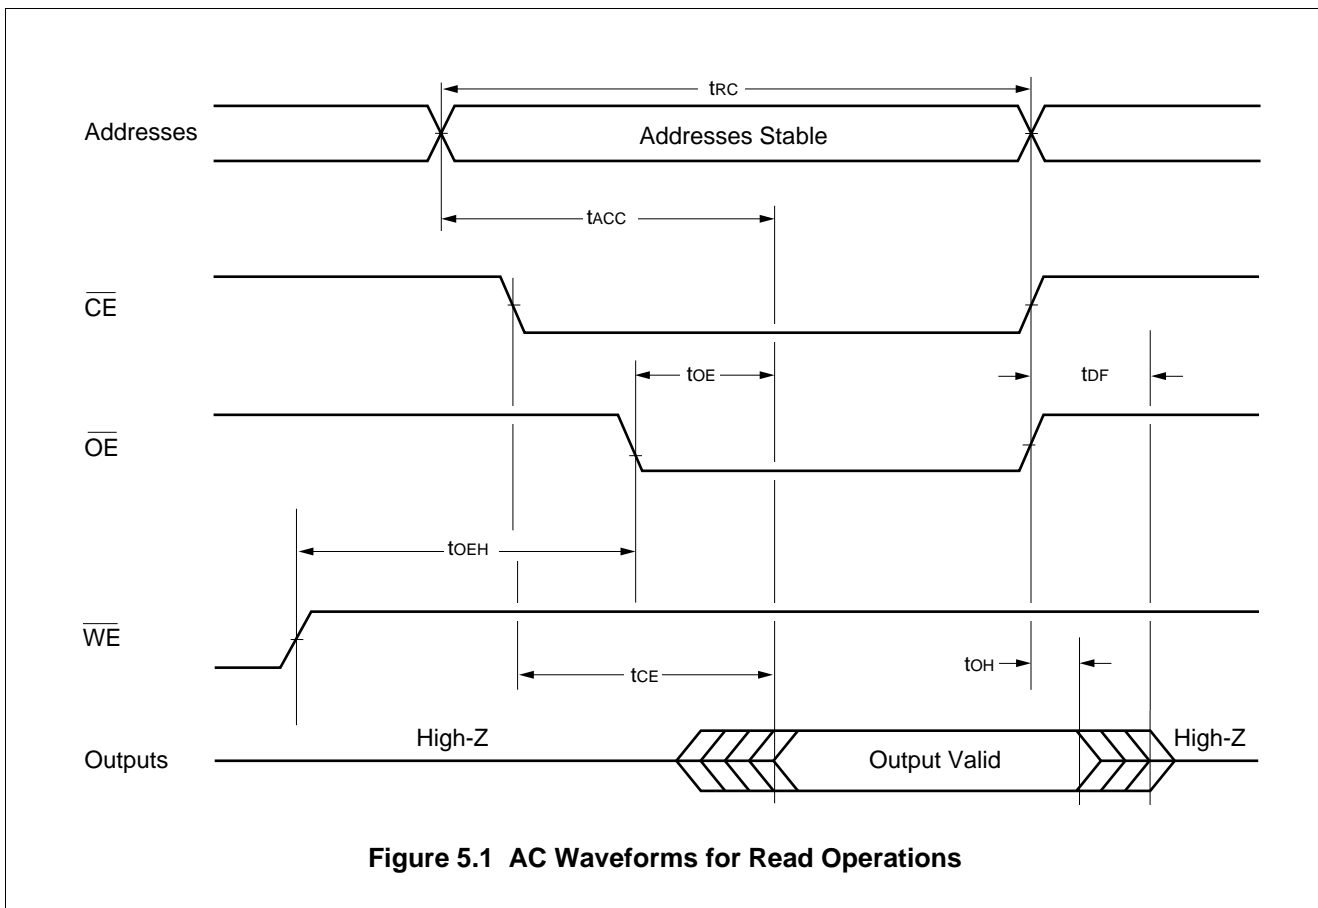 tRC
Addresses
Addresses Stable
tACC
CE
tOE
tDF
OE
tOEH
WE
tOH
tCE
High-Z
High-Z
Outputs
Output Valid
Figure 5.1 AC Waveforms for Read Operations